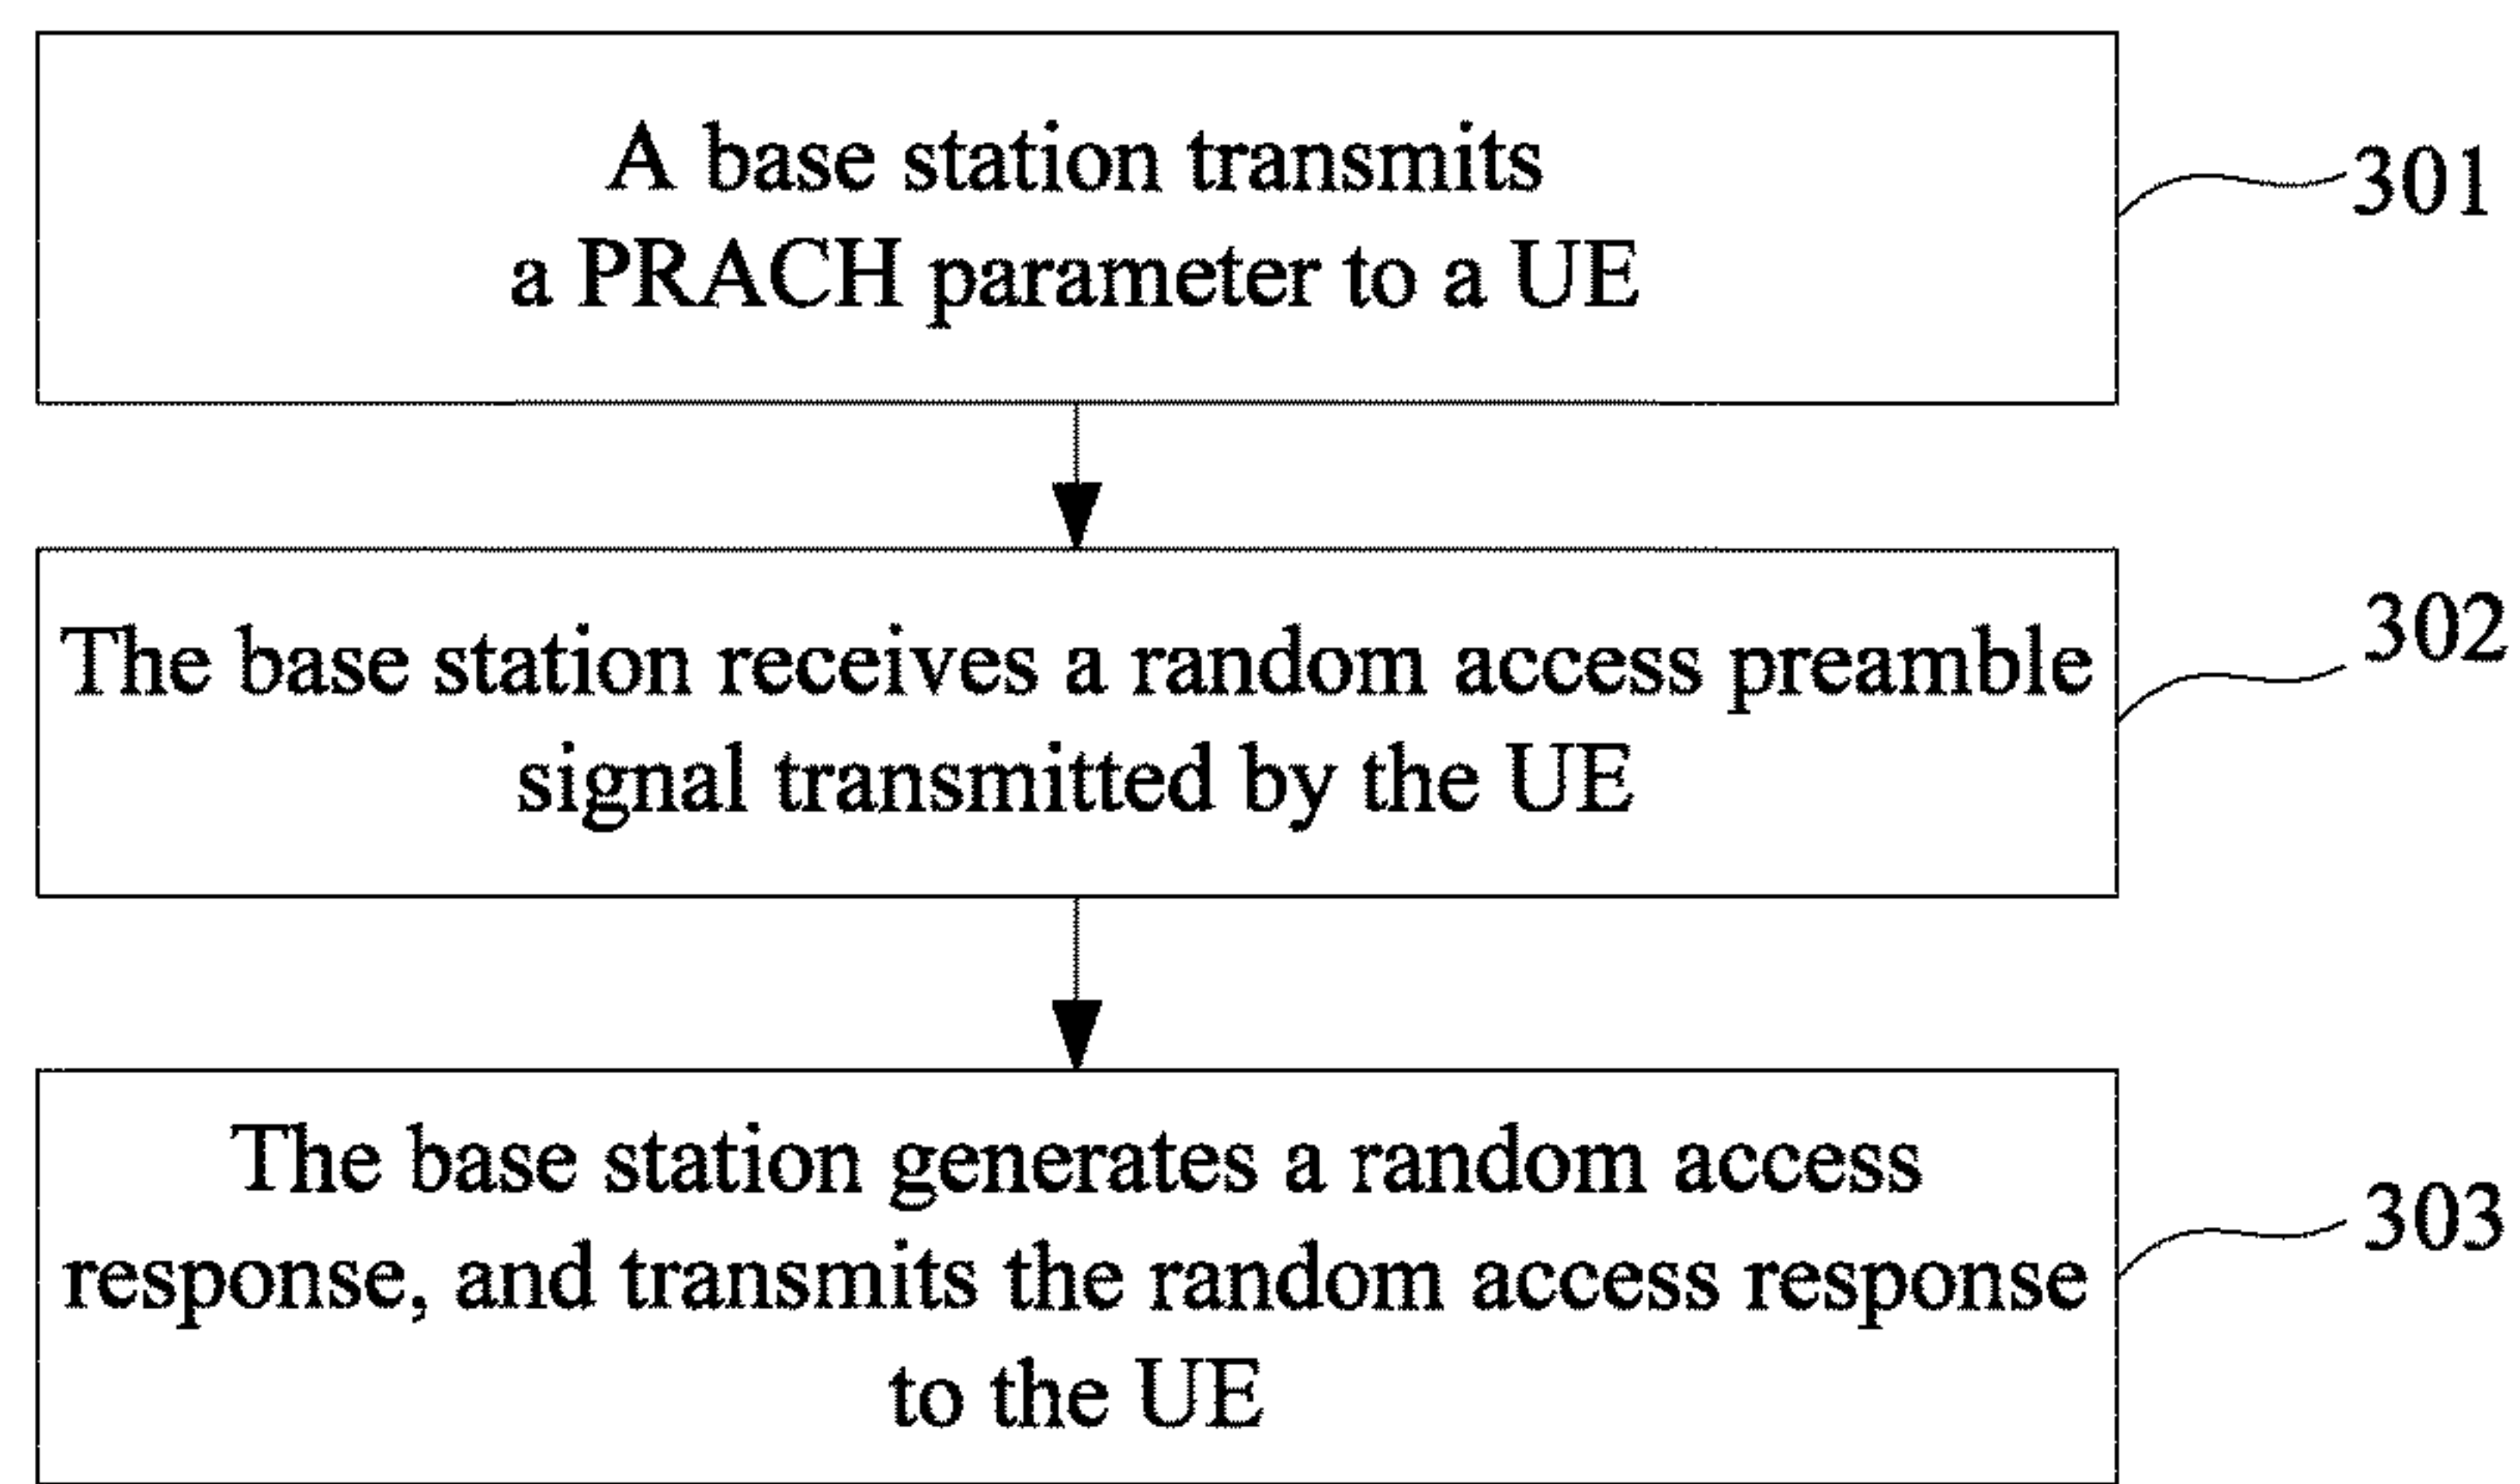 A base station transmits
a PRACH parameter to a UE
301
The base station receives a random access preamble
signal transmitted by the UE
302
The base station generates a random access
response, and transmits the random access response
to the UE
303